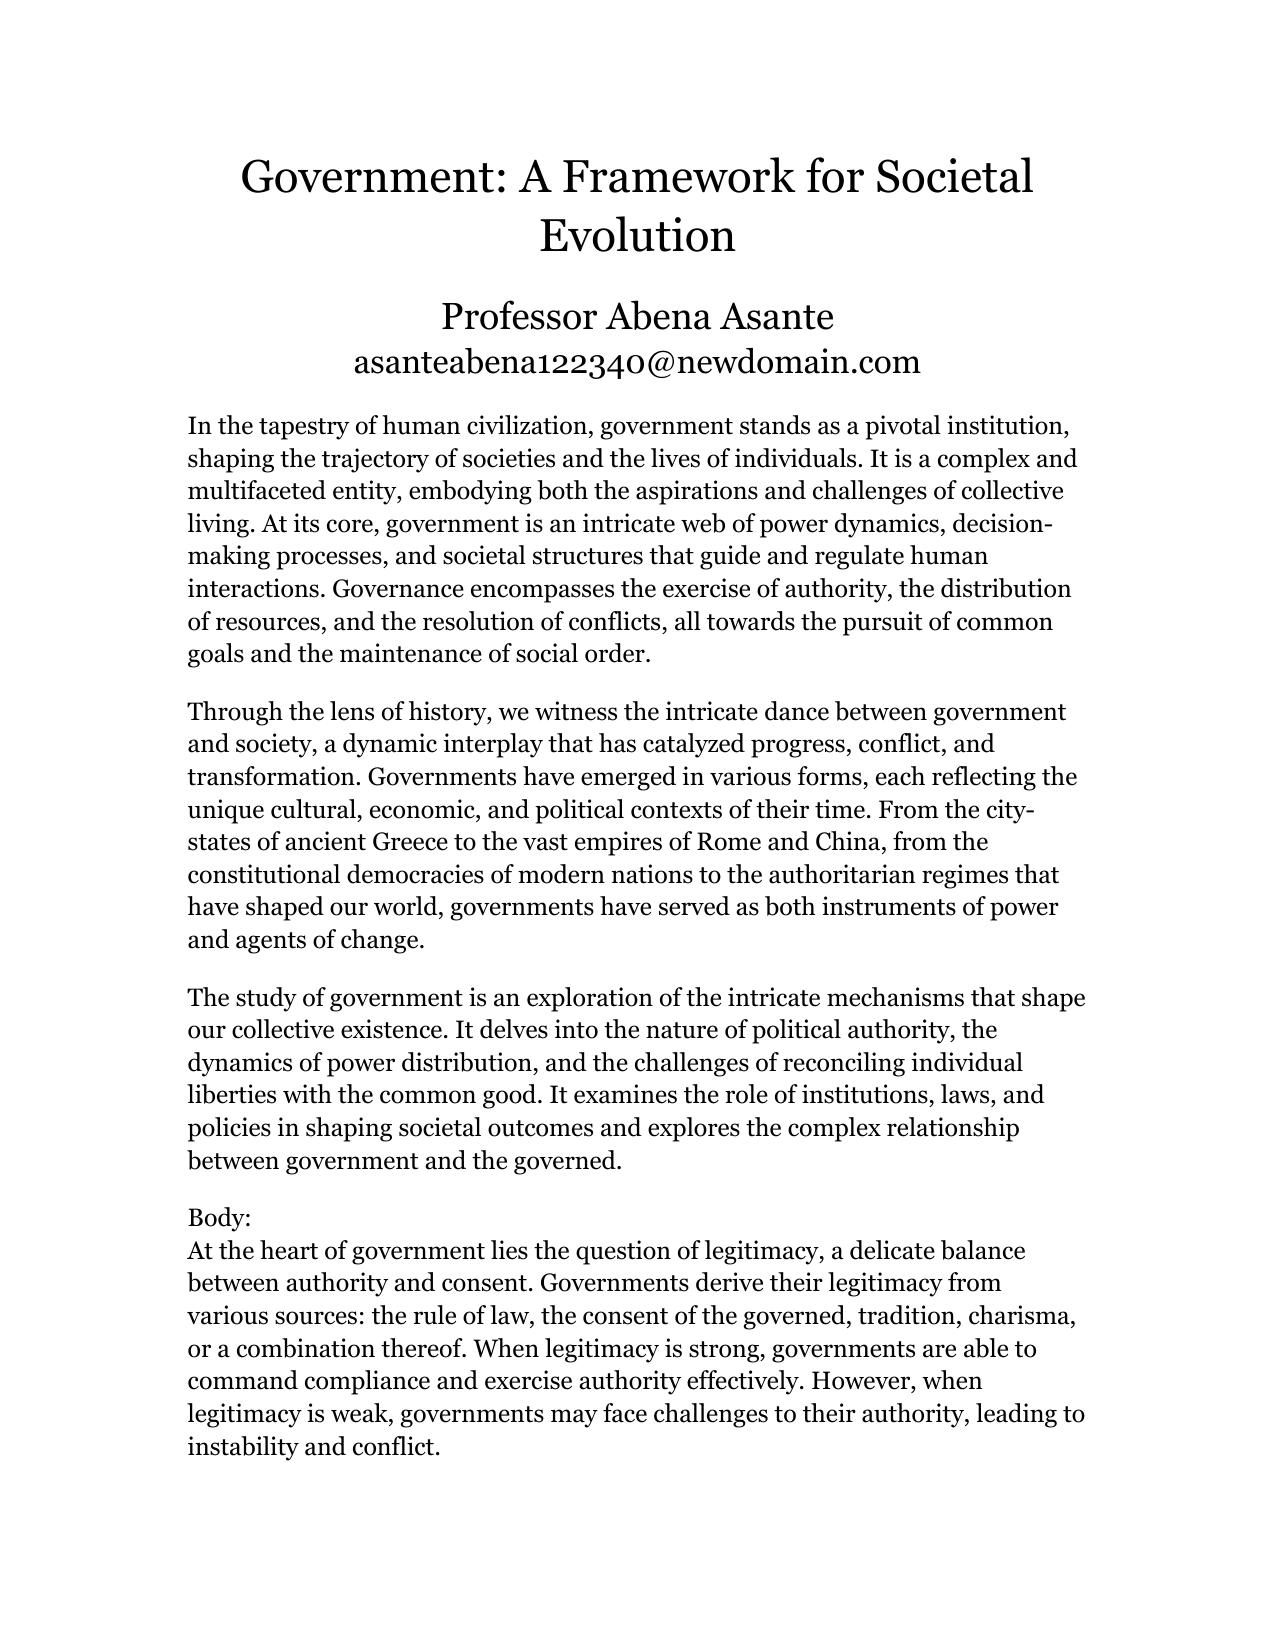 Government: A Framework for Societal
Evolution
Professor Abena Asante
asanteabena122340@newdomain.com
In the tapestry of human civilization, government stands as a pivotal institution,
shaping the trajectory of societies and the lives of individuals. It is a complex and
multifaceted entity, embodying both the aspirations and challenges of collective
living. At its core, government is an intricate web of power dynamics, decision-
making processes, and societal structures that guide and regulate human
interactions. Governance encompasses the exercise of authority, the distribution
of resources, and the resolution of conflicts, all towards the pursuit of common
goals and the maintenance of social order.
Through the lens of history, we witness the intricate dance between government
and society, a dynamic interplay that has catalyzed progress, conflict, and
transformation. Governments have emerged in various forms, each reflecting the
unique cultural, economic, and political contexts of their time. From the city-
states of ancient Greece to the vast empires of Rome and China, from the
constitutional democracies of modern nations to the authoritarian regimes that
have shaped our world, governments have served as both instruments of power
and agents of change.
The study of government is an exploration of the intricate mechanisms that shape
our collective existence. It delves into the nature of political authority, the
dynamics of power distribution, and the challenges of reconciling individual
liberties with the common good. It examines the role of institutions, laws, and
policies in shaping societal outcomes and explores the complex relationship
between government and the governed.
Body:
At the heart of government lies the question of legitimacy, a delicate balance
between authority and consent. Governments derive their legitimacy from
various sources: the rule of law, the consent of the governed, tradition, charisma,
or a combination thereof. When legitimacy is strong, governments are able to
command compliance and exercise authority effectively. However, when
legitimacy is weak, governments may face challenges to their authority, leading to
instability and conflict.